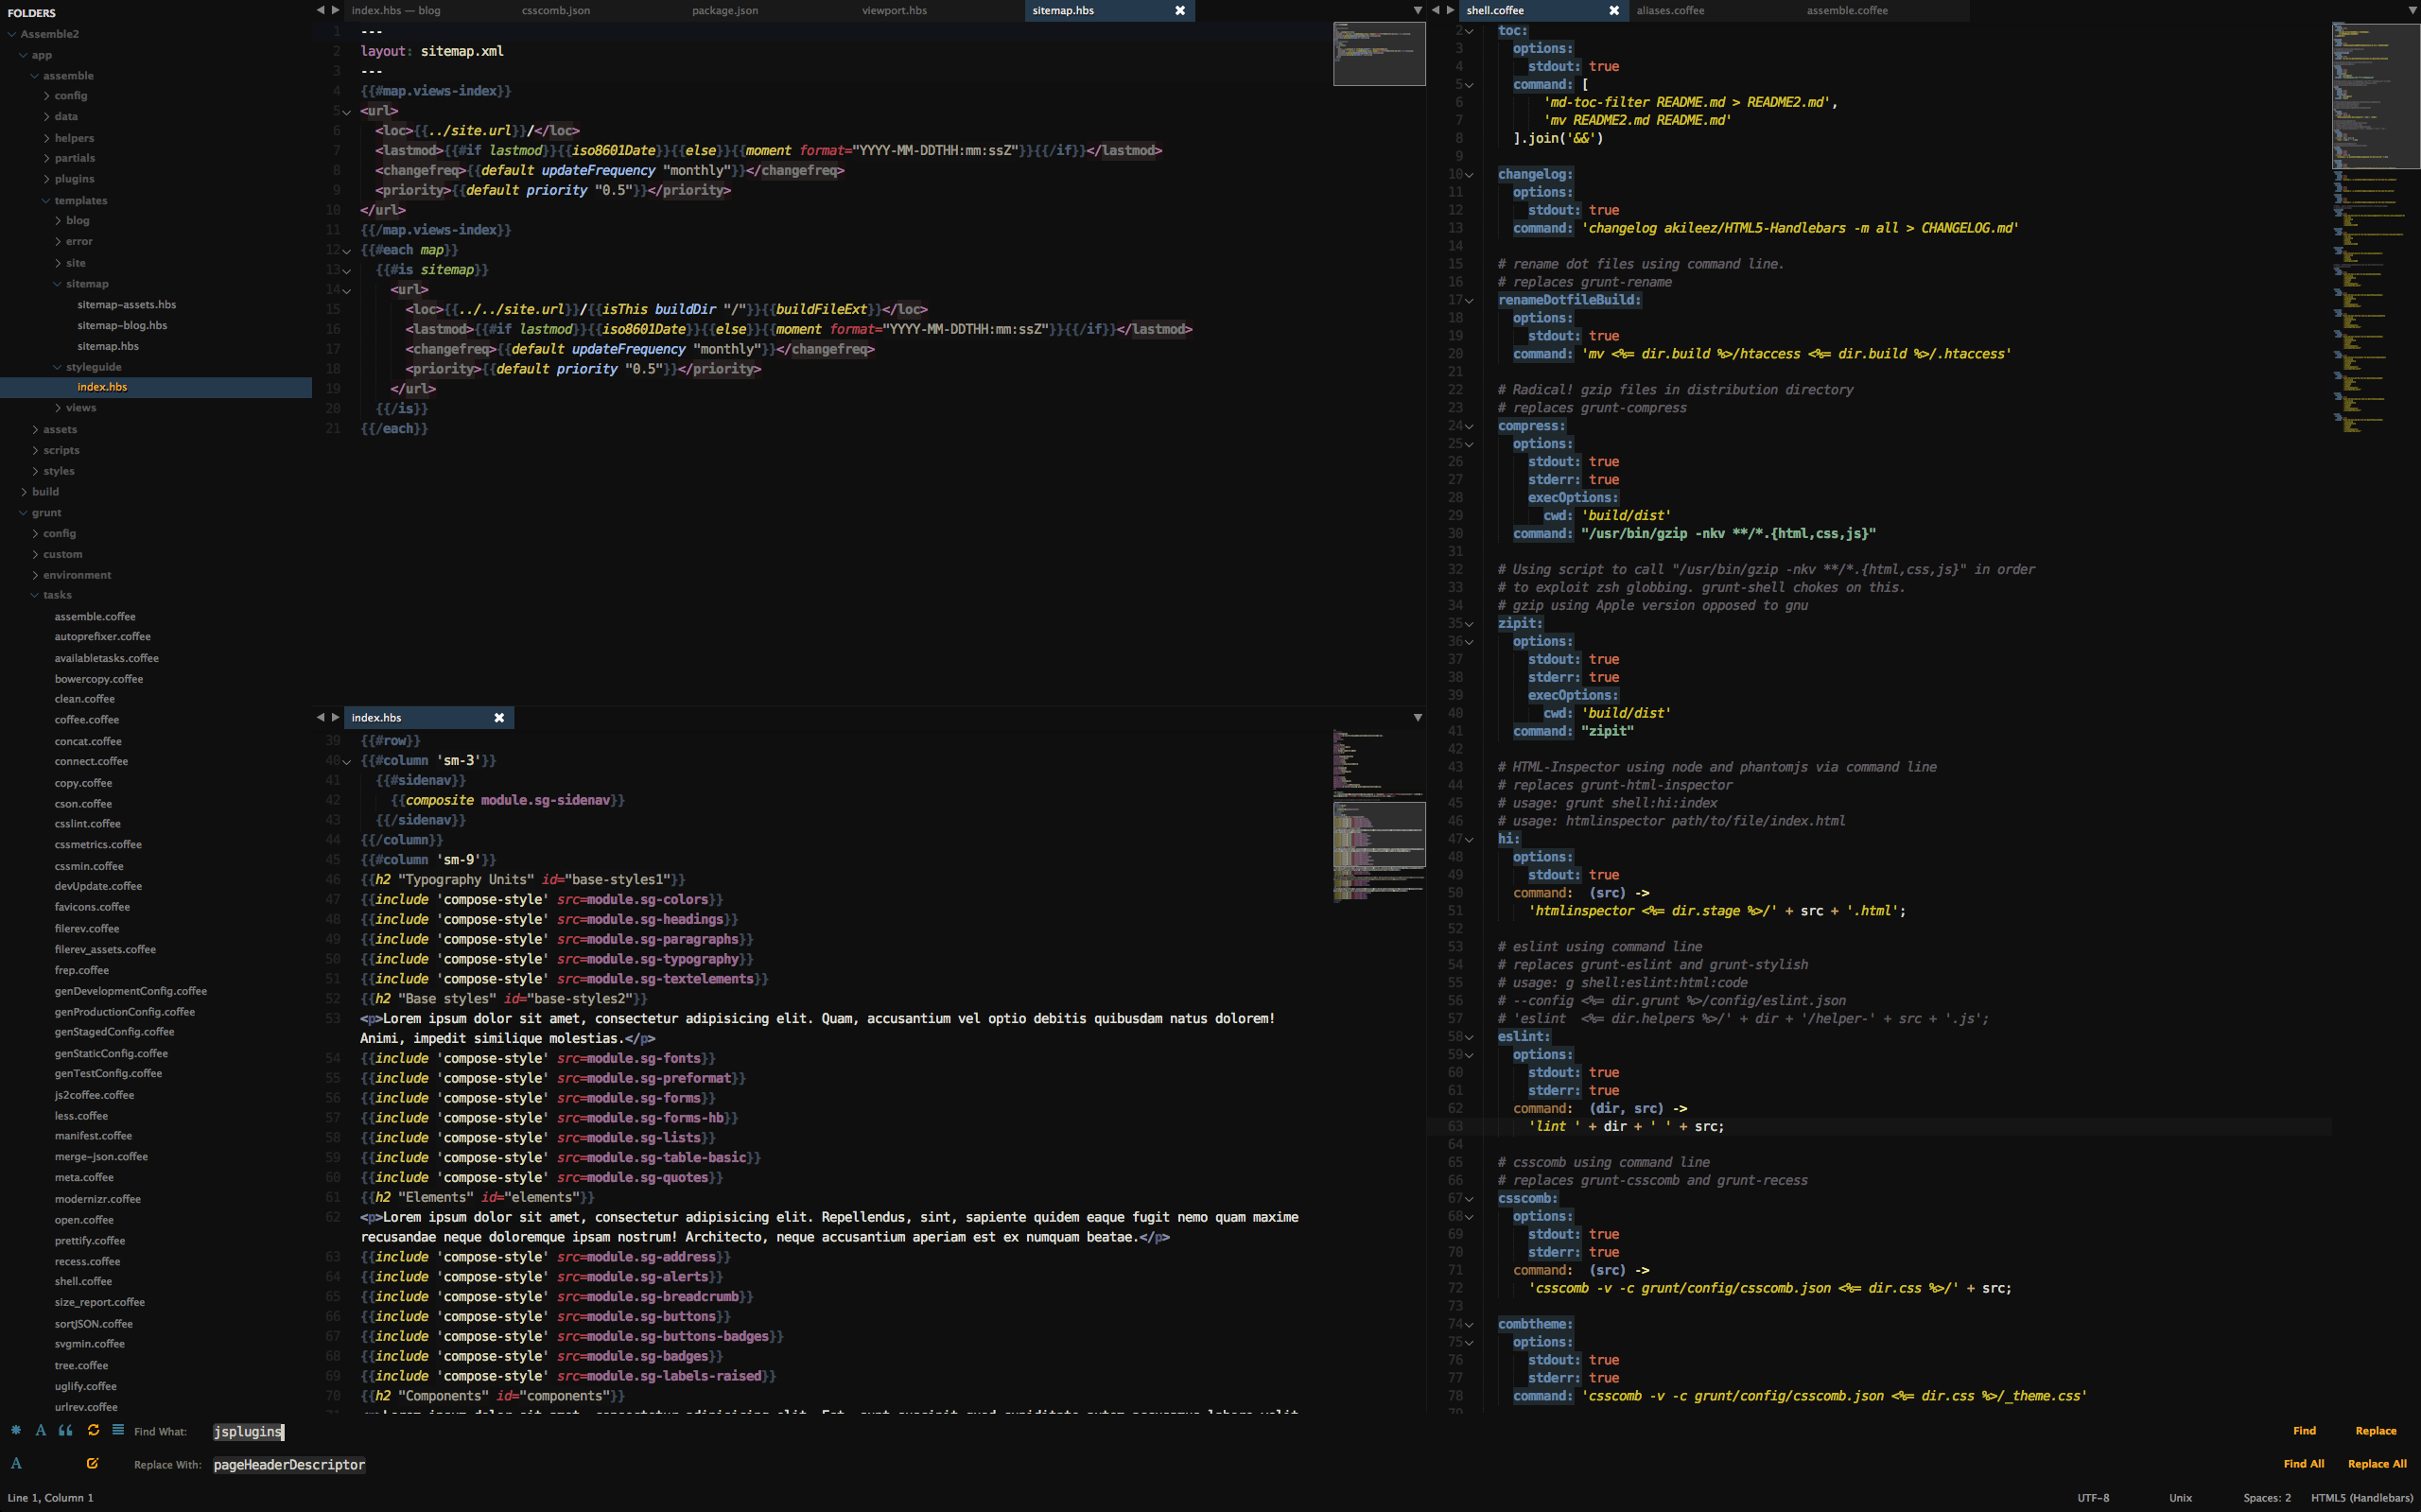 FOLDERS
Assemble2
app
assemble
config
data
helpers
partials
plugins
templates
blog
error
site
sitemap
sitemap-assets.hbs
sitemap-blog.hbs
sitemap.hbs
styleguide
index.hbs
views
assets
scripts
styles
build
grunt
config
custom
environment
tasks
assemble.coffee
autoprefixer.coffee
availabletasks.coffee
bowercopy.coffee
clean.coffee
coffee.coffee
concat.coffee
connect.coffee
copy.coffee
cson.coffee
csslint.coffee
cssmetrics.coffee
cssmin.coffee
devUpdate.coffee
favicons.coffee
filerev.coffee
filerev_assets.coffee
frep.coffee
genDevelopmentConfig.coffee
genProductionConfig.coffee
genStagedConfig.coffee
genStaticConfig.coffee
genTestConfig.coffee
js2coffee.coffee
less.coffee
manifest.coffee
merge-json.coffee
meta.coffee
modernizr.coffee
open.coffee
prettify.coffee
recess.coffee
shell.coffee
size_report.coffee
sortJSON.coffee
svgmin.coffee
tree.coffee
uglify.coffee
urlrev.coffee
index.hbs — blog csscomb.json package.json viewport.hbs sitemap.hbs
1 ---
2 layout: sitemap.xml
3 ---
4 {{#map.views-index}}
5 <url>
6 <loc>{{../site.url}}/</loc>
7 <lastmod>{{#if lastmod}}{{iso8601Date}}{{else}}{{moment format="YYYY-MM-DDTHH:mm:ssZ"}}{{/if}}</lastmod>
8 <changefreq>{{default updateFrequency "monthly"}}</changefreq>
9 <priority>{{default priority "0.5"}}</priority>
10 </url>
11 {{/map.views-index}}
12 {{#each map}}
13 {{#is sitemap}}
14 <url>
15 <loc>{{../../site.url}}/{{isThis buildDir "/"}}{{buildFileExt}}</loc>
16 <lastmod>{{#if lastmod}}{{iso8601Date}}{{else}}{{moment format="YYYY-MM-DDTHH:mm:ssZ"}}{{/if}}</lastmod>
17 <changefreq>{{default updateFrequency "monthly"}}</changefreq>
18 <priority>{{default priority "0.5"}}</priority>
19 </url>
20 {{/is}}
21 {{/each}}
index.hbs
39 {{#row}}
40 {{#column 'sm-3'}}
41 {{#sidenav}}
42 {{composite module.sg-sidenav}}
43 {{/sidenav}}
44 {{/column}}
45 {{#column 'sm-9'}}
46 {{h2 "Typography Units" id="base-styles1"}}
47 {{include 'compose-style' src=module.sg-colors}}
48 {{include 'compose-style' src=module.sg-headings}}
49 {{include 'compose-style' src=module.sg-paragraphs}}
50 {{include 'compose-style' src=module.sg-typography}}
51 {{include 'compose-style' src=module.sg-textelements}}
52 {{h2 "Base styles" id="base-styles2"}}
53 <p>Lorem ipsum dolor sit amet, consectetur adipisicing elit. Quam, accusantium vel optio debitis quibusdam natus dolorem!
Animi, impedit similique molestias.</p>
54 {{include 'compose-style' src=module.sg-fonts}}
55 {{include 'compose-style' src=module.sg-preformat}}
56 {{include 'compose-style' src=module.sg-forms}}
57 {{include 'compose-style' src=module.sg-forms-hb}}
58 {{include 'compose-style' src=module.sg-lists}}
59 {{include 'compose-style' src=module.sg-table-basic}}
60 {{include 'compose-style' src=module.sg-quotes}}
61 {{h2 "Elements" id="elements"}}
62 <p>Lorem ipsum dolor sit amet, consectetur adipisicing elit. Repellendus, sint, sapiente quidem eaque fugit nemo quam maxime
recusandae neque doloremque ipsam nostrum! Architecto, neque accusantium aperiam est ex numquam beatae.</p>
63 {{include 'compose-style' src=module.sg-address}}
64 {{include 'compose-style' src=module.sg-alerts}}
65 {{include 'compose-style' src=module.sg-breadcrumb}}
66 {{include 'compose-style' src=module.sg-buttons}}
67 {{include 'compose-style' src=module.sg-buttons-badges}}
68 {{include 'compose-style' src=module.sg-badges}}
69 {{include 'compose-style' src=module.sg-labels-raised}}
70 {{h2 "Components" id="components"}}
shell.coffee aliases.coffee assemble.coffee
2 toc:
3 options:
4 stdout: true
5 command: [
6 'md-toc-filter README.md > README2.md',
7 'mv README2.md README.md'
8 ].join('&&')
9
10 changelog:
11 options:
12 stdout: true
13 command: 'changelog akileez/HTML5-Handlebars -m all > CHANGELOG.md'
14
15 # rename dot files using command line.
16 # replaces grunt-rename
17 renameDotfileBuild:
18 options:
19 stdout: true
20 command: 'mv <%= dir.build %>/htaccess <%= dir.build %>/.htaccess'
21
22 # Radical! gzip files in distribution directory
23 # replaces grunt-compress
24 compress:
25 options:
26 stdout: true
27 stderr: true
28 execOptions:
29 cwd: 'build/dist'
30 command: "/usr/bin/gzip -nkv **/*.{html,css,js}"
31
32 # Using script to call "/usr/bin/gzip -nkv **/*.{html,css,js}" in order
33 # to exploit zsh globbing. grunt-shell chokes on this.
34 # gzip using Apple version opposed to gnu
35 zipit:
36 options:
37 stdout: true
38 stderr: true
39 execOptions:
40 cwd: 'build/dist'
41 command: "zipit"
42
43 # HTML-Inspector using node and phantomjs via command line
44 # replaces grunt-html-inspector
45 # usage: grunt shell:hi:index
46 # usage: htmlinspector path/to/file/index.html
47 hi:
48 options:
49 stdout: true
50 command: (src) ->
51 'htmlinspector <%= dir.stage %>/' + src + '.html';
52
53 # eslint using command line
54 # replaces grunt-eslint and grunt-stylish
55 # usage: g shell:eslint:html:code
56 # --config <%= dir.grunt %>/config/eslint.json
57 # 'eslint <%= dir.helpers %>/' + dir + '/helper-' + src + '.js';
58 eslint:
59 options:
60 stdout: true
61 stderr: true
62 command: (dir, src) ->
63 'lint ' + dir + ' ' + src;
64
65 # csscomb using command line
66 # replaces grunt-csscomb and grunt-recess
67 csscomb:
68 options:
69 stdout: true
70 stderr: true
71 command: (src) ->
72 'csscomb -v -c grunt/config/csscomb.json <%= dir.css %>/' + src;
73
74 combtheme:
75 options:
76 stdout: true
77 stderr: true
78 command: 'csscomb -v -c grunt/config/csscomb.json <%= dir.css %>/_theme.css'
Find What: jsplugins Find Replace
Replace With: pageHeaderDescriptor Find All Replace All
Line 1, Column 1 UTF-8 Unix Spaces: 2 HTML5 (Handlebars)